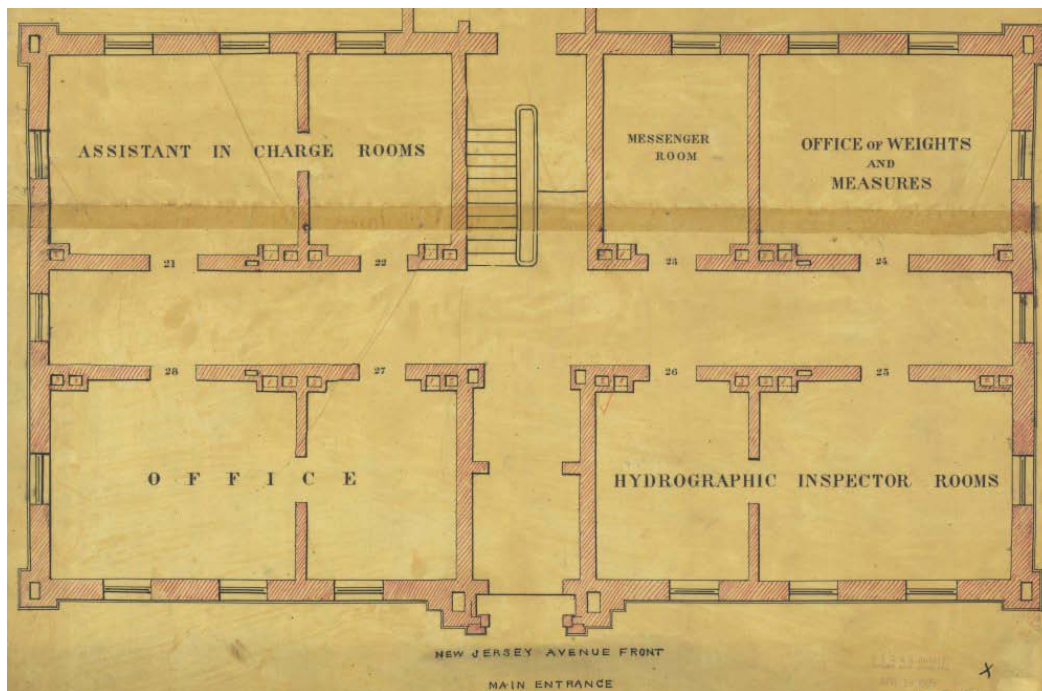 ASSISTANT IN CHARGE ROOMS
MESSENGER
ROOM
OFFICE OF WEIGHTS
AND
MEASURES
21
22
23
24
28
27
26
25
OFFICE
HYDROGRAPHIC INSPECTOR ROOMS
NEW JERSEY AVENUE FRONT
MAIN ENTRANCE
X